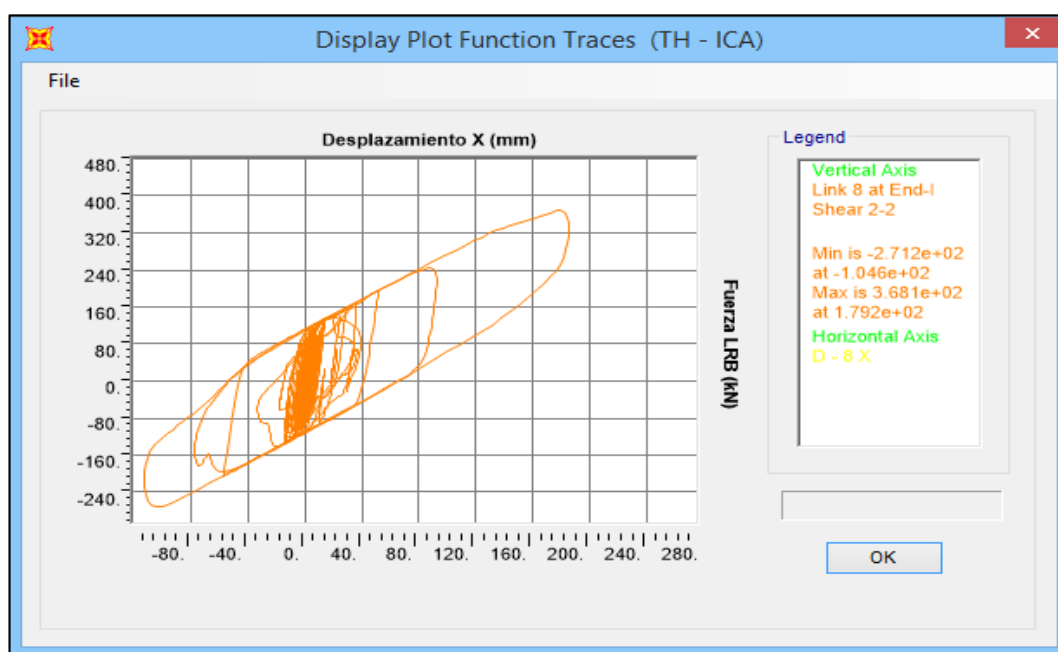 Display Plot Function Traces (TH - ICA)
File
Desplazamiento X (mm)
480.
400.
320.
240.
160.
80.
0.
-80.
-160.
-240.
-80. -40. 0. 40. 80. 120. 160. 200. 240. 280.
Fuerza LRB (kN)
Legend
Vertical Axis
Link 8 at End-I
Shear 2-2
Min is -2.712e+02
at -1.046e+02
Max is 3.681e+02
at 1.792e+02
Horizontal Axis
D - 8 X
OK